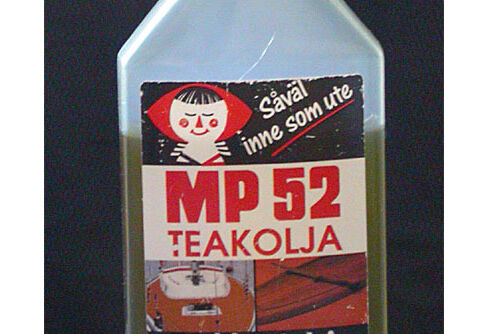 Såväl
inne som ute
MP 52
TEAKOLJA